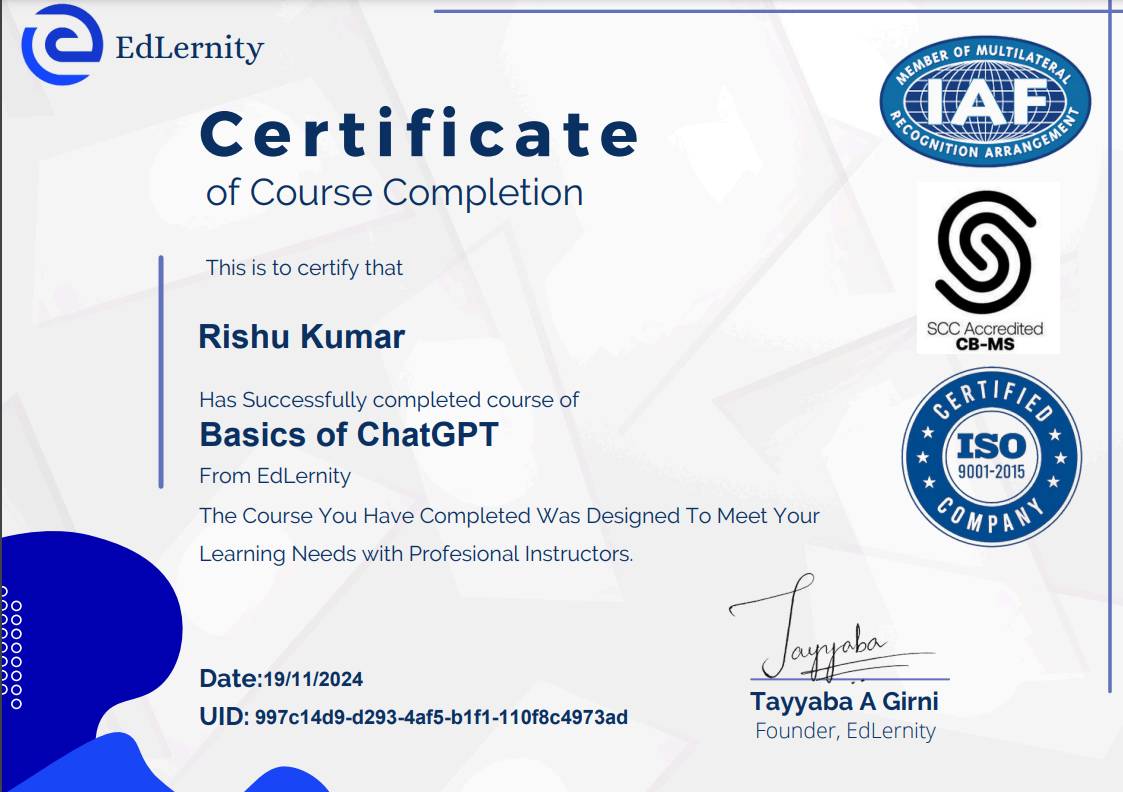 EdLernity
Certificate
of Course Completion
This is to certify that
Rishu Kumar
Has Successfully completed course of
Basics of ChatGPT
From EdLernity
The Course You Have Completed Was Designed To Meet Your
Learning Needs with Profesional Instructors.
Date:19/11/2024
UID: 997c14d9-d293-4af5-b1f1-110f8c4973ad
MEMBER OF MULTILATERAL
IAF
RECOGNITION ARRANGEMENT
SCC Accredited
CB-MS
CERTIFIED
ISO
9001-2015
COMPANY
Tayyaba
Tayyaba A Girni
Founder, EdLernity